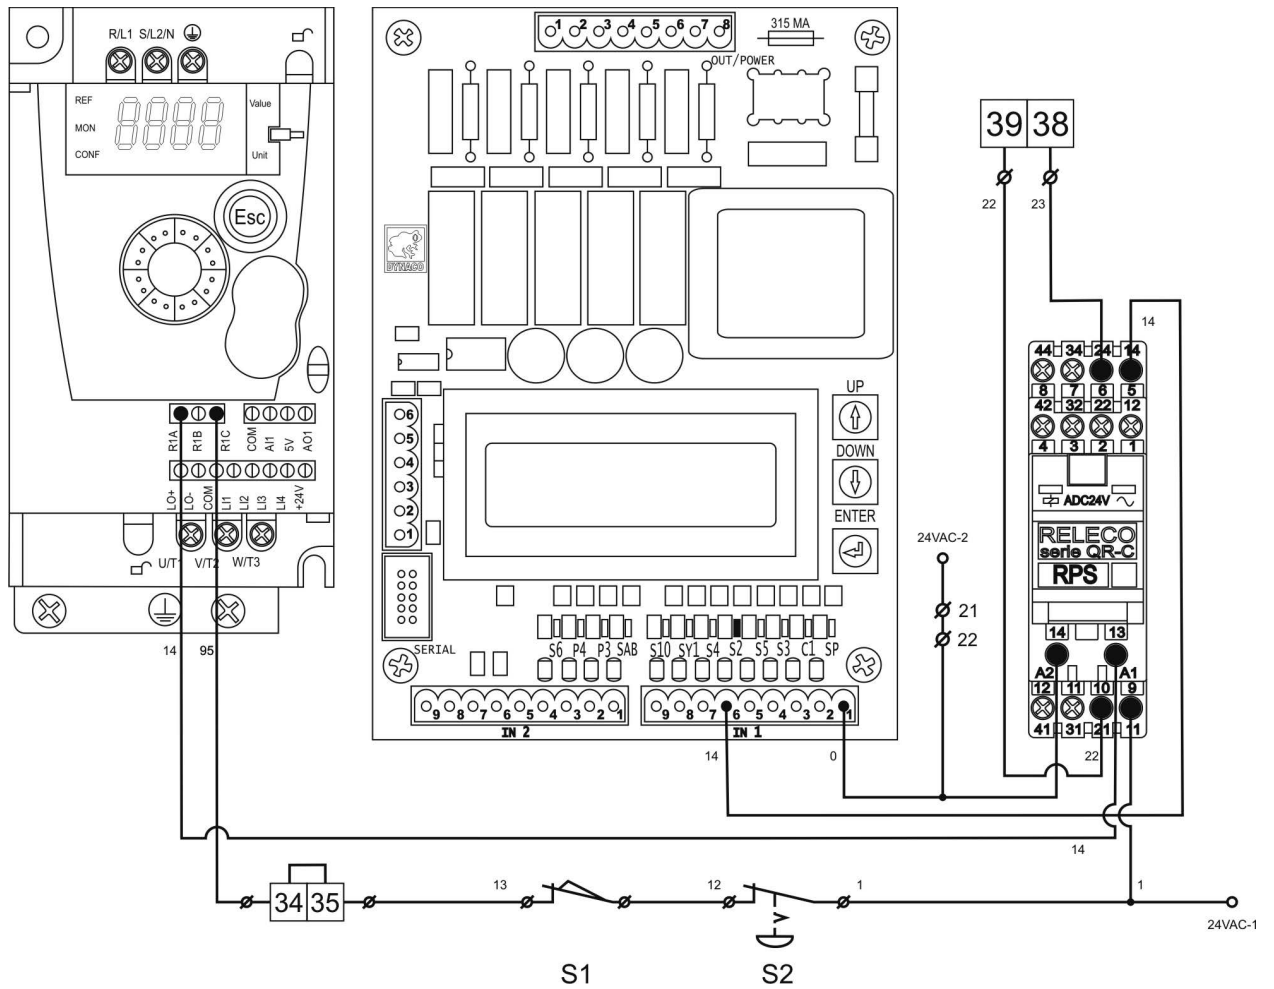 R/L1 S/L2/N
REF
MON
CONF
Value
Unit
Esc
R1A
R1B
R1C
COM
AI1
5V
AO1
LO+
LO-
COM
LI1
LI2
LI3
LI4
+24V
U/T1 V/T2 W/T3
14 95
1 2 3 4 5 6 7 8
OUT/POWER
315 MA
DYNACO
6
5
4
3
2
1
SERIAL
UP
DOWN
ENTER
S6 P4 P3 SAB S10 SY1 S4 S2 S5 S3 C1 SP
9 8 7 6 5 4 3 2 1
IN 2
9 8 7 6 5 4 3 2 1
IN 1
14 0
24VAC-2
21
22
39 38
22 23
14
44 34 24 14
8 7 6 5
42 32 22 12
4 3 2 1
ADC24V
RELECO
serie QR-C
RPS
14 13
A2 A1
12 11 10 9
41 31 21 11
22
14
34 35
13 12 1 1
24VAC-1
S1 S2